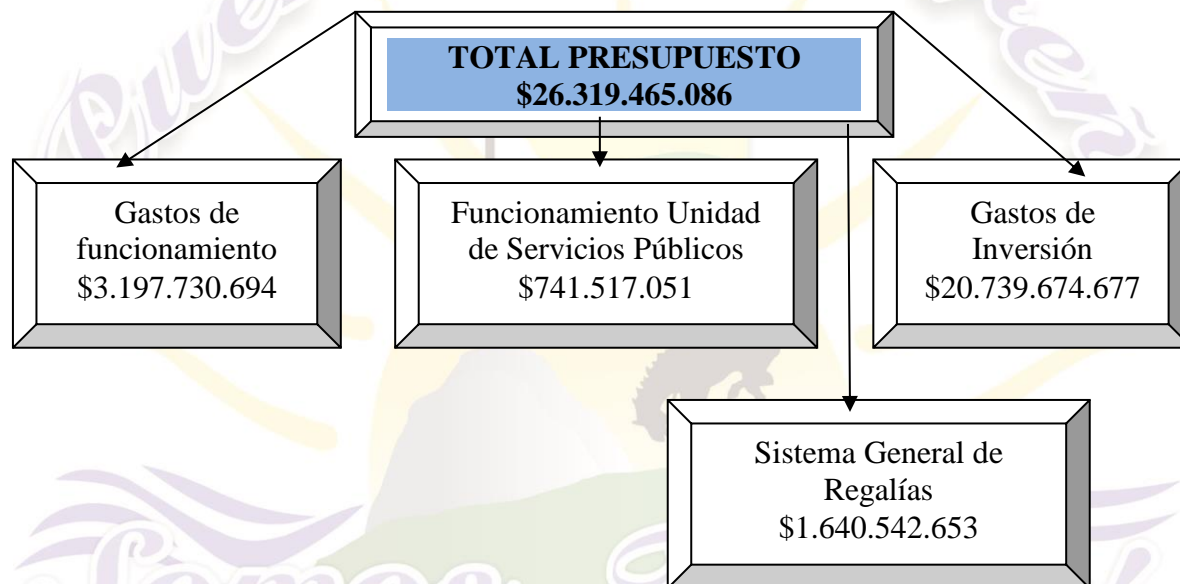 TOTAL PRESUPUESTO
$26.319.465.086
Gastos de
funcionamiento
$3.197.730.694
Funcionamiento Unidad
de Servicios Públicos
$741.517.051
Gastos de
Inversión
$20.739.674.677
Sistema General de
Regalías
$1.640.542.653